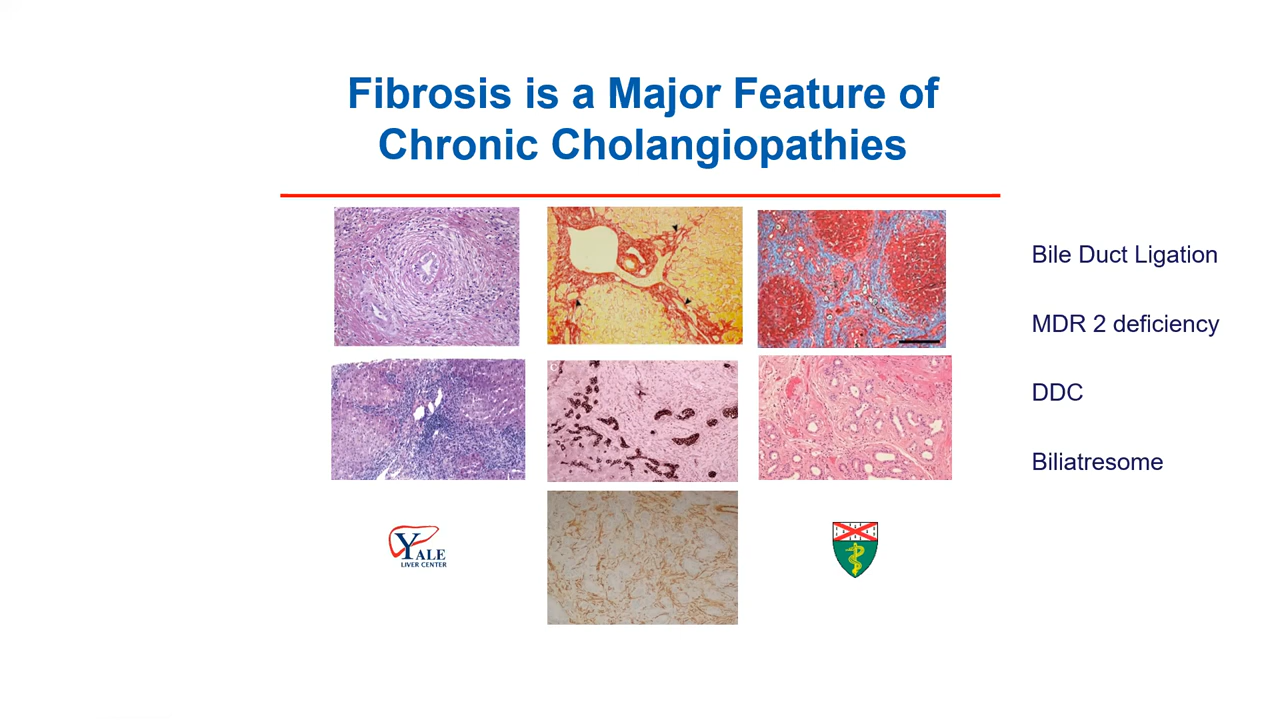 Fibrosis is a Major Feature of
Chronic Cholangiopathies
Bile Duct Ligation
MDR 2 deficiency
DDC
Biliatresome
YALE
LIVER CENTER